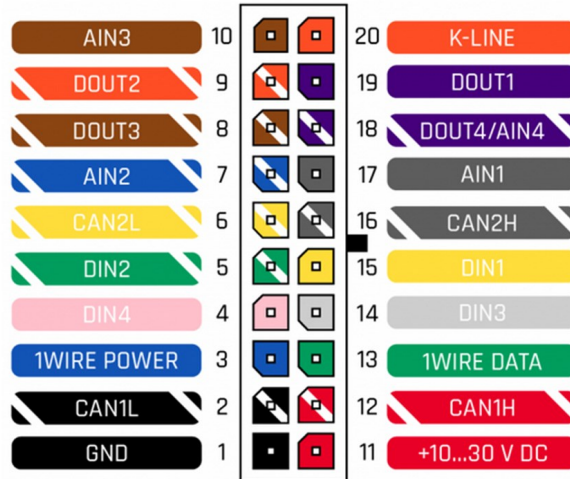 AIN3 10 20 K-LINE
DOUT2 9 19 DOUT1
DOUT3 8 18 DOUT4/AIN4
AIN2 7 17 AIN1
CAN2L 6 16 CAN2H
DIN2 5 15 DIN1
DIN4 4 14 DIN3
1WIRE POWER 3 13 1WIRE DATA
CAN1L 2 12 CAN1H
GND 1 11 +10...30 V DC